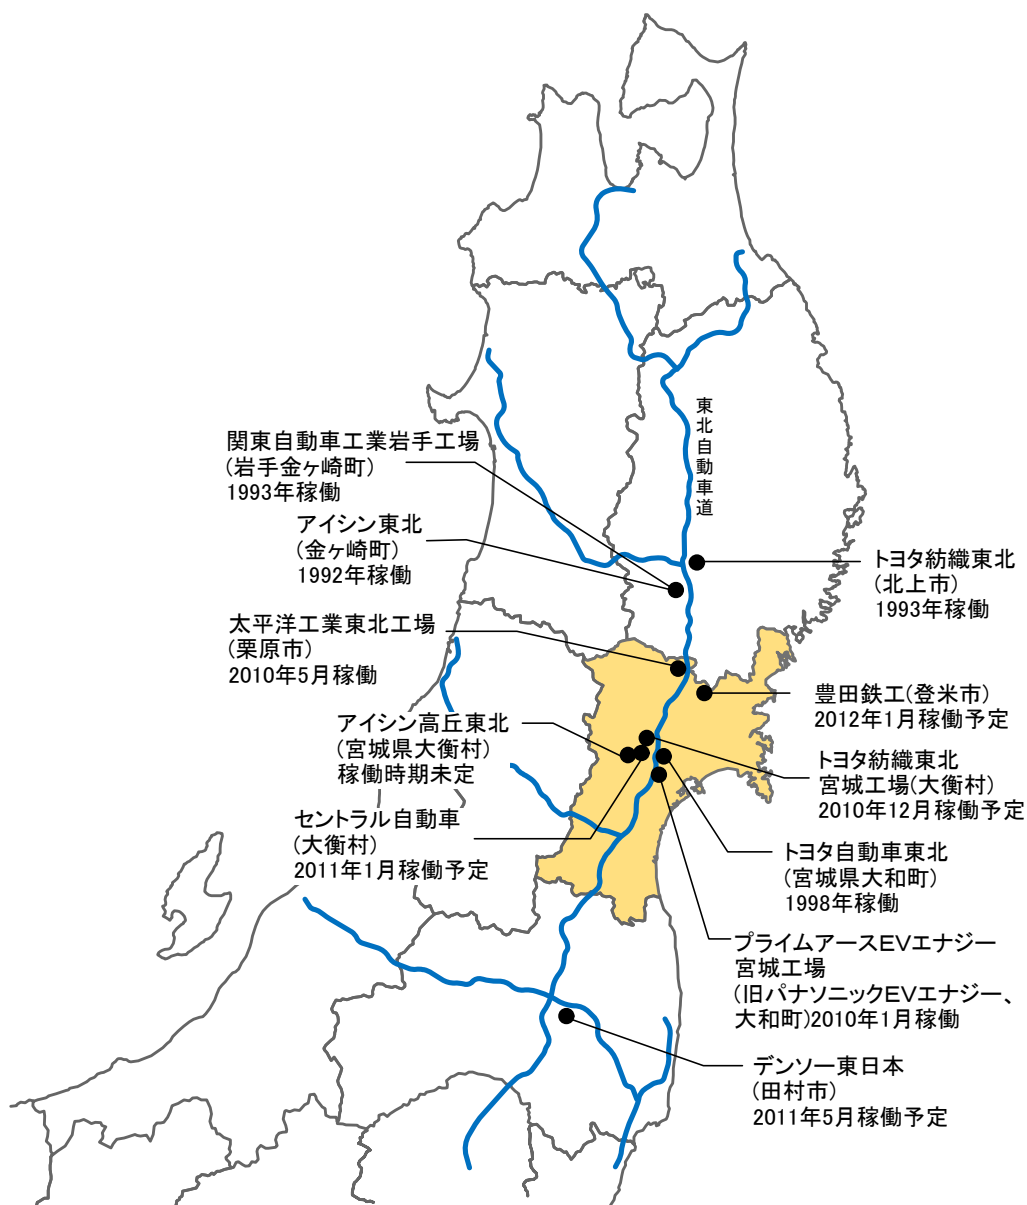 東北自動車道
関東自動車工業岩手工場
(岩手金ヶ崎町)
1993年稼働
アイシン東北
(金ヶ崎町)
1992年稼働
トヨタ紡織東北
(北上市)
1993年稼働
太平洋工業東北工場
(栗原市)
2010年5月稼働
豊田鉄工(登米市)
2012年1月稼働予定
アイシン高丘東北
(宮城県大衡村)
稼働時期未定
トヨタ紡織東北
宮城工場(大衡村)
2010年12月稼働予定
セントラル自動車
(大衡村)
2011年1月稼働予定
トヨタ自動車東北
(宮城県大和町)
1998年稼働
プライムアースEVエナジー
宮城工場
(旧パナソニックEVエナジー、
大和町)2010年1月稼働
デンソー東日本
(田村市)
2011年5月稼働予定